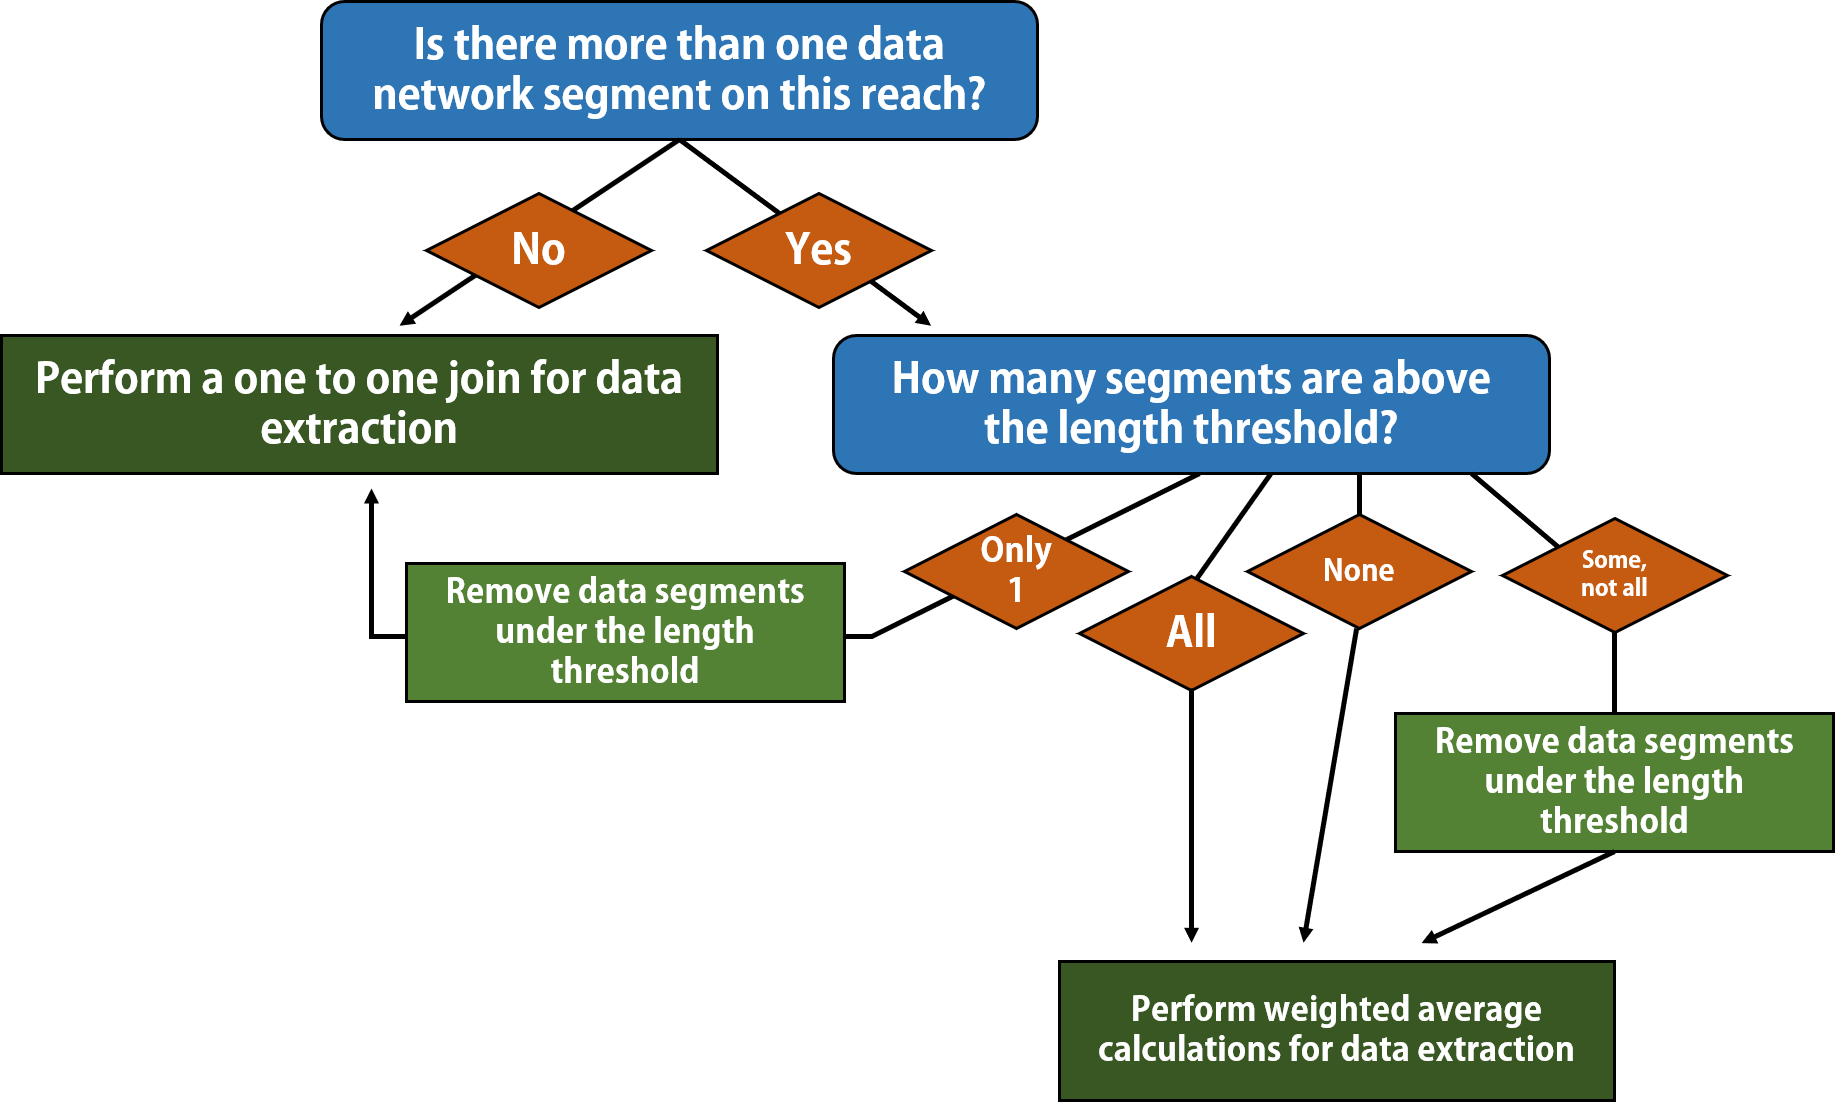 Is there more than one data
network segment on this reach?
No
Yes
Perform a one to one join for data
extraction
How many segments are above
the length threshold?
Only
1
All
None
Some,
not all
Remove data segments
under the length
threshold
Remove data segments
under the length
threshold
Perform weighted average
calculations for data extraction